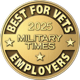 BEST FOR VETS
2025
MILITARY
TIMES
EMPLOYERS